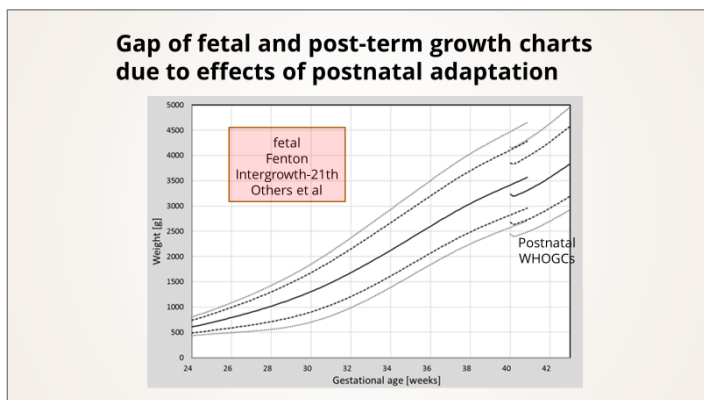 Gap of fetal and post-term growth charts
due to effects of postnatal adaptation
fetal
Fenton
Intergrowth-21th
Others et al
Postnatal
WHOGCs
Weight [g]
5000
4500
4000
3500
3000
2500
2000
1500
1000
500
0
24 26 28 30 32 34 36 38 40 42
Gestational age [weeks]